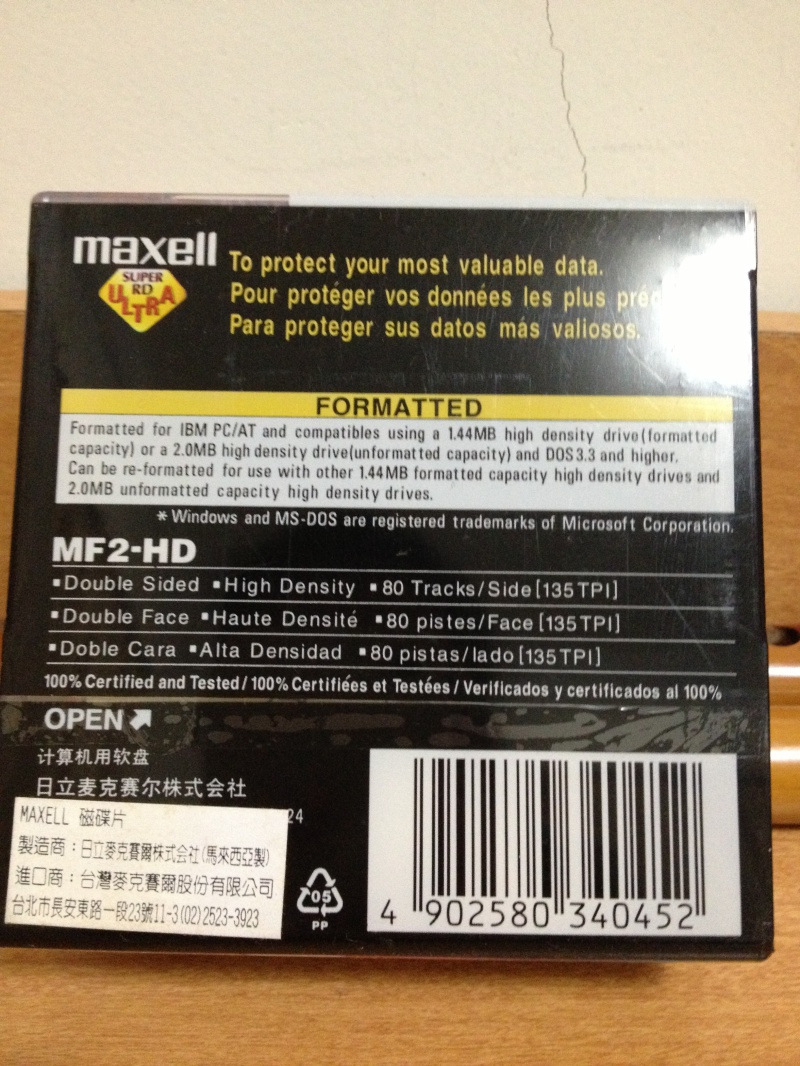 maxell
SUPER
RD
ULTRA
To protect your most valuable data.
Pour protéger vos données les plus
Para proteger sus datos más valiosos.
FORMATTED
Formatted for IBM PC/AT and compatibles using a 1.44MB high density drive(formatted
capacity) or a 2.0MB high density drive(unformatted capacity) and DOS 3.3 and higher.
Can be re-formatted for use with other 1.44MB formatted capacity high density drives and
2.0MB unformatted capacity high density drives.
*Windows and MS-DOS are registered trademarks of Microsoft Corporation.
MF2-HD
▪Double Sided ▪High Density ▪80 Tracks/Side[135TPI]
▪Double Face ▪Haute Densité ▪80 pistes/Face[135TPI]
▪Doble Cara ▪Alta Densidad ▪80 pistas/lado[135TPI]
100% Certified and Tested / 100% Certifiées et Testées / Verificados y certificados al 100%
OPEN↗
计算机用软盘
日立麦克赛尔株式会社
24
MAXELL 磁碟片
製造商：日立麥克賽爾株式会社(馬來西亞製)
進口商：台灣麥克賽爾股份有限公司
台北市長安東路一段23號11-3(02)2523-3923
05
PP
4 902580 340452